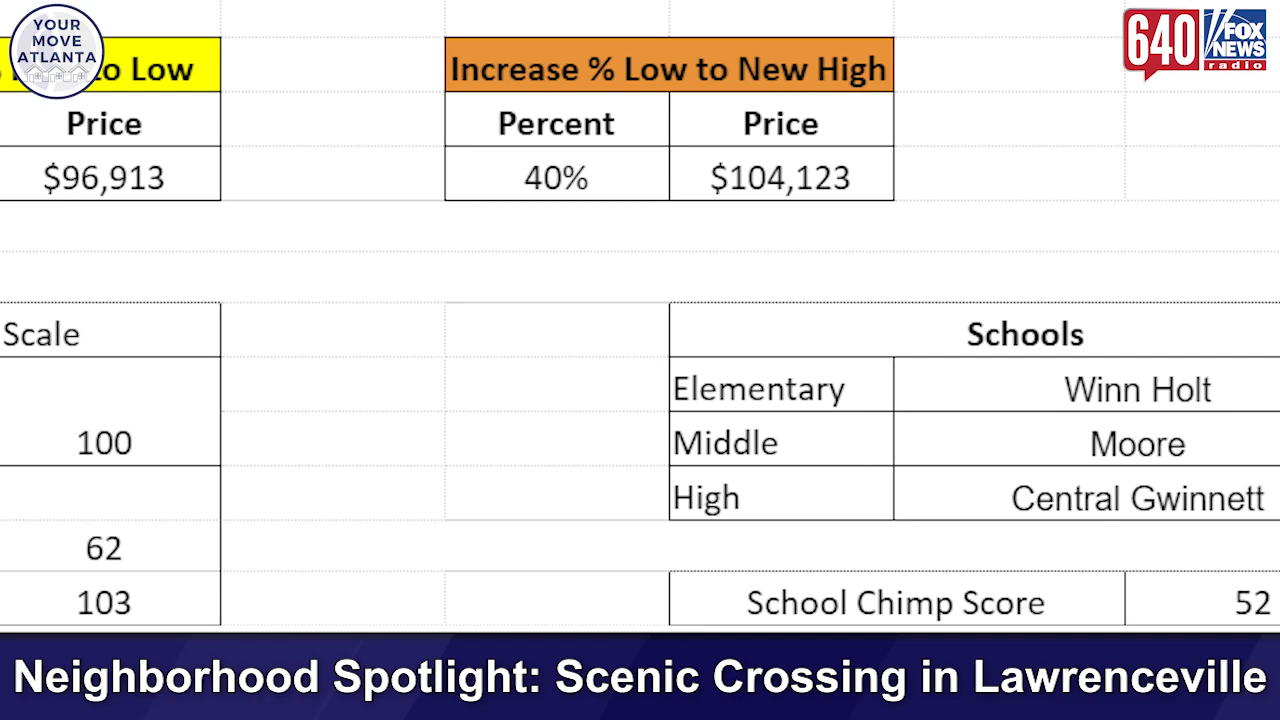 YOUR
MOVE
ATLANTA
640 FOX
NEWS
radio
to Low
Increase % Low to New High
Price
Percent
Price
$96,913
40%
$104,123
Scale
Schools
Elementary
Winn Holt
100
Middle
Moore
High
Central Gwinnett
62
103
School Chimp Score
52
Neighborhood Spotlight: Scenic Crossing in Lawrenceville